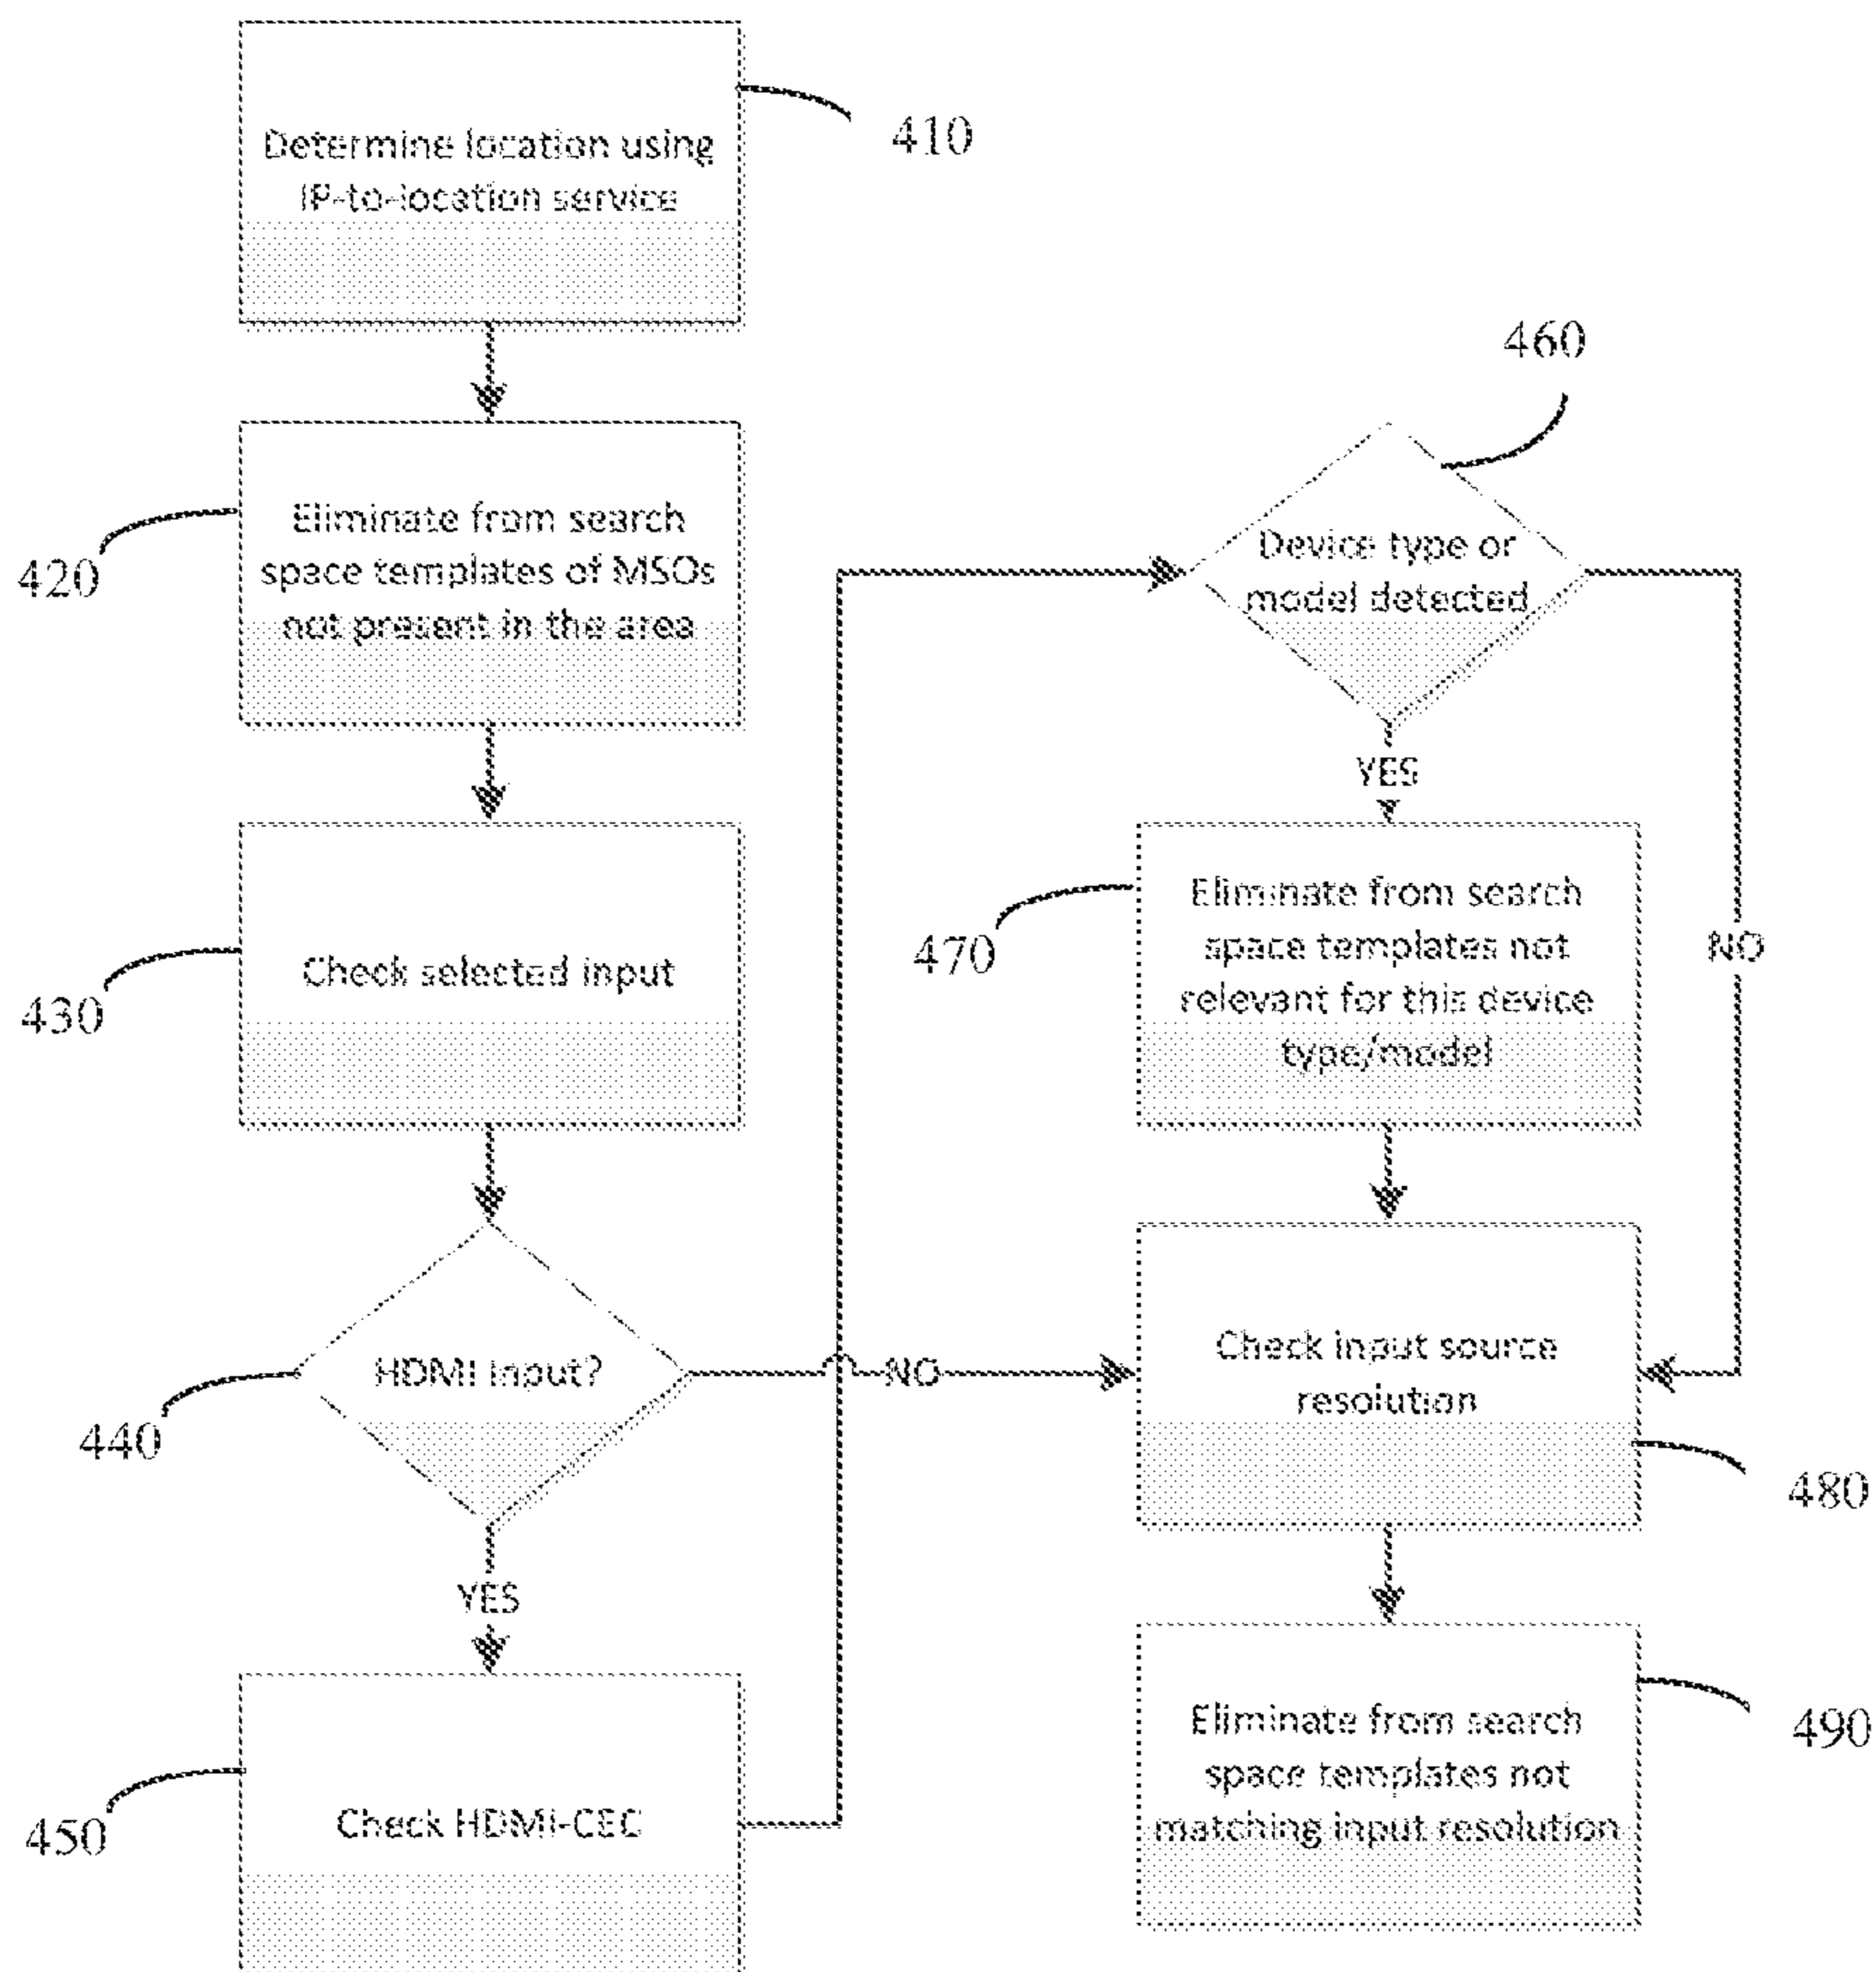 Determine location using
IP-to-location service
410
Eliminate from search
space templates of MSOs
not present in the area
420
Check selected input
430
HDMI input?
440
NO
YES
Check HDMI-CEC
450
460
Device type or
model detected
YES
NO
Eliminate from search
space templates not
relevant for this device
type/model
470
Check input source
resolution
480
Eliminate from search
space templates not
matching input resolution
490